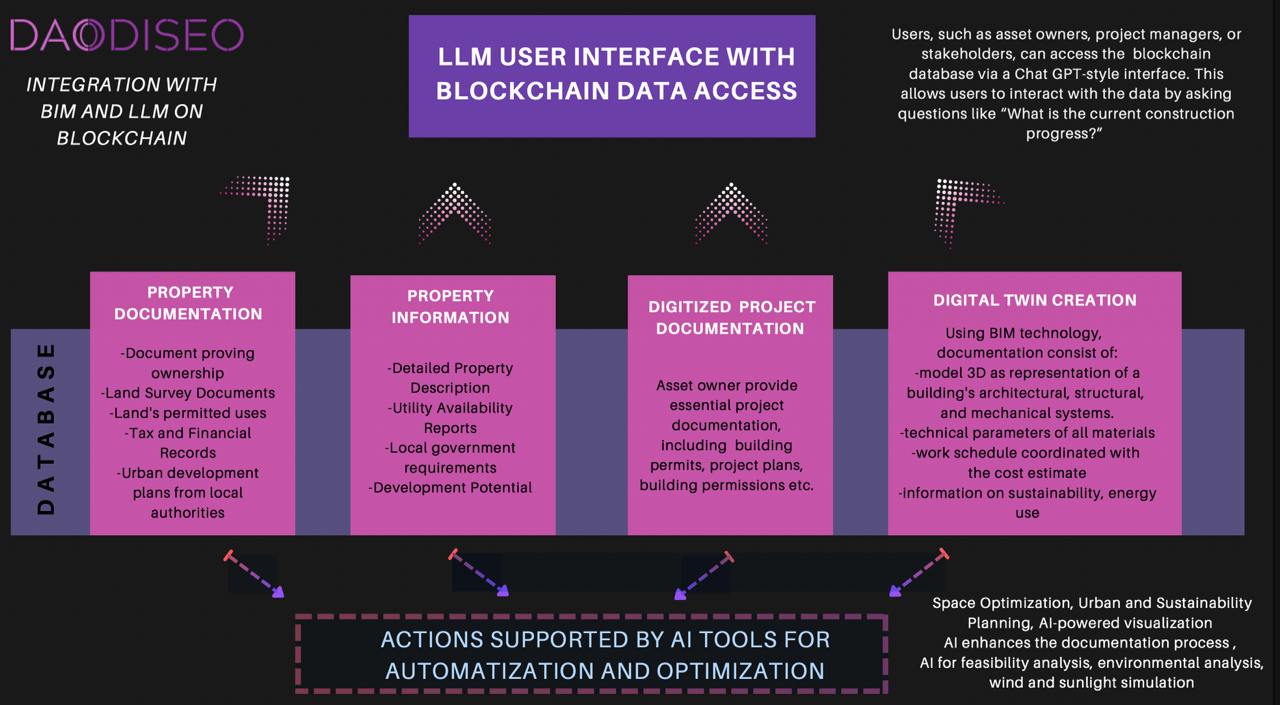 DAODISEO
INTEGRATION WITH
BIM AND LLM ON
BLOCKCHAIN
LLM USER INTERFACE WITH
BLOCKCHAIN DATA ACCESS
Users, such as asset owners, project managers, or
stakeholders, can access the blockchain
database via a Chat GPT-style interface. This
allows users to interact with the data by asking
questions like “What is the current construction
progress?”
DATABASE
PROPERTY
DOCUMENTATION
-Document proving
ownership
-Land Survey Documents
-Land's permitted uses
-Tax and Financial
Records
-Urban development
plans from local
authorities
PROPERTY
INFORMATION
-Detailed Property
Description
-Utility Availability
Reports
-Local government
requirements
-Development Potential
DIGITIZED PROJECT
DOCUMENTATION
Asset owner provide
essential project
documentation,
including building
permits, project plans,
building permissions etc.
DIGITAL TWIN CREATION
Using BIM technology,
documentation consist of:
-model 3D as representation of a
building's architectural, structural,
and mechanical systems.
-technical parameters of all materials
-work schedule coordinated with
the cost estimate
-information on sustainability, energy
use
ACTIONS SUPPORTED BY AI TOOLS FOR
AUTOMATIZATION AND OPTIMIZATION
Space Optimization, Urban and Sustainability
Planning, AI-powered visualization
AI enhances the documentation process ,
AI for feasibility analysis, environmental analysis,
wind and sunlight simulation